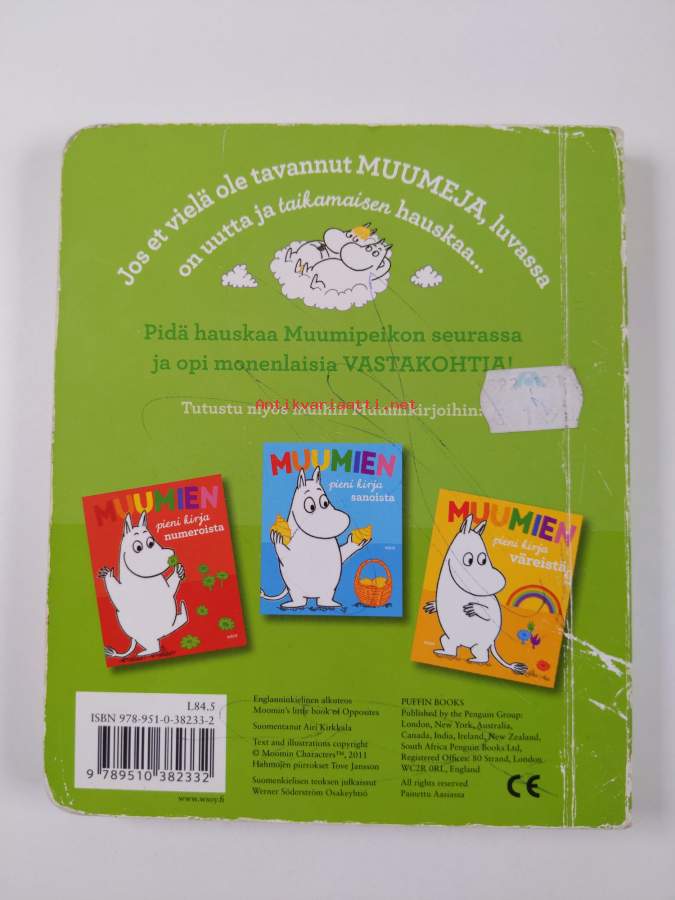 Jos et vielä ole tavannut MUUMEJA, luvassa
on uutta ja taikamaisen hauskaa...
Pidä hauskaa Muumipeikon seurassa
ja opi monenlaisia VASTAKOHTIA!
Antikvariaatti.net
Tutustu myös muihin Muumikirjoihin:
MUUMIEN
pieni kirja
numeroista
MUUMIEN
pieni kirja
sanoista
MUUMIEN
pieni kirja
väreistä
L84.5
ISBN 978-951-0-38233-2
9 789510 382332
www.wsoy.fi
Englanninkielinen alkuteos
Moomin's little book of Opposites
Suomentanut Airi Kirkkala
Text and illustrations copyright
© Moomin Characters™, 2011
Hahmojen piirrokset Tove Jansson
Suomenkielisen teoksen julkaissut
Werner Söderström Osakeyhtiö
PUFFIN BOOKS
Published by the Penguin Group:
London, New York, Australia,
Canada, India, Ireland, New Zealand,
South Africa Penguin Books Ltd,
Registered Offices: 80 Strand, London
WC2R 0RL, England
All rights reserved
Painettu Aasiassa
CE